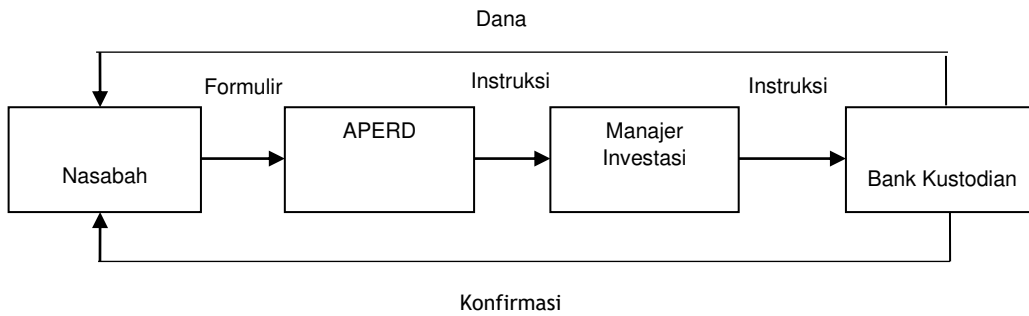 Dana
Formulir
Instruksi
Instruksi
Nasabah
APERD
Manajer
Investasi
Bank Kustodian
Konfirmasi